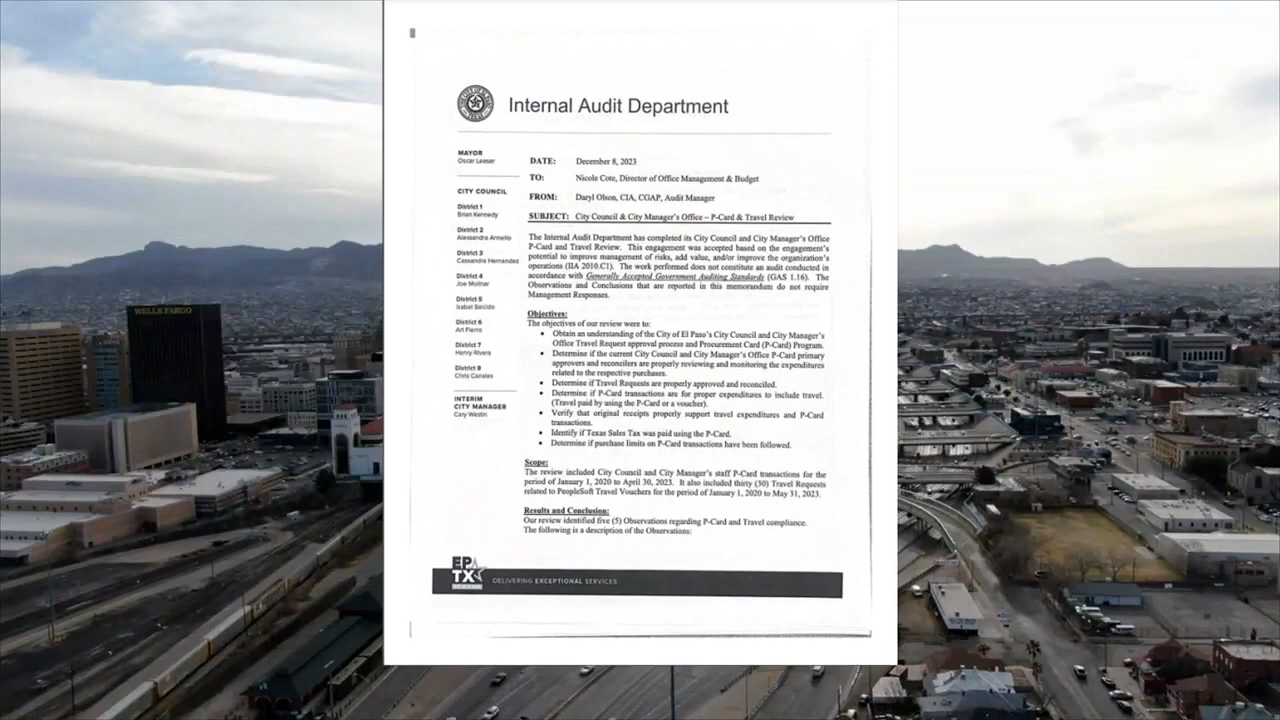 Internal Audit Department
MAYOR
Oscar Leeser
CITY COUNCIL
District 1
Brian Kennedy
District 2
Alexsandra Annello
District 3
Cassandra Hernandez
District 4
Joe Molinar
District 5
Isabel Salcido
District 6
Art Fierro
District 7
Henry Rivera
District 8
Chris Canales
INTERIM
CITY MANAGER
Cary Westin
DATE: December 8, 2023
TO: Nicole Cote, Director of Office Management & Budget
FROM: Daryl Olson, CIA, CGAP, Audit Manager
SUBJECT: City Council & City Manager's Office – P-Card & Travel Review
The Internal Audit Department has completed its City Council and City Manager's Office
P-Card and Travel Review. This engagement was accepted based on the engagement's
potential to improve management of risks, add value, and/or improve the organization's
operations (IIA 2010.C1). The work performed does not constitute an audit conducted in
accordance with Generally Accepted Government Auditing Standards (GAS 1.16). The
Observations and Conclusions that are reported in this memorandum do not require
Management Responses.
Objectives:
The objectives of our review were to:
• Obtain an understanding of the City of El Paso's City Council and City Manager's
Office Travel Request approval process and Procurement Card (P-Card) Program.
• Determine if the current City Council and City Manager's Office P-Card primary
approvers and reconcilers are properly reviewing and monitoring the expenditures
related to the respective purchases.
• Determine if Travel Requests are properly approved and reconciled.
• Determine if P-Card transactions are for proper expenditures to include travel.
(Travel paid by using the P-Card or a voucher).
• Verify that original receipts properly support travel expenditures and P-Card
transactions.
• Identify if Texas Sales Tax was paid using the P-Card.
• Determine if purchase limits on P-Card transactions have been followed.
Scope:
The review included City Council and City Manager's staff P-Card transactions for the
period of January 1, 2020 to April 30, 2023. It also included thirty (30) Travel Requests
related to PeopleSoft Travel Vouchers for the period of January 1, 2020 to May 31, 2023.
Results and Conclusion:
Our review identified five (5) Observations regarding P-Card and Travel compliance.
The following is a description of the Observations:
EP
TX
DELIVERING EXCEPTIONAL SERVICES
WELLS FARGO